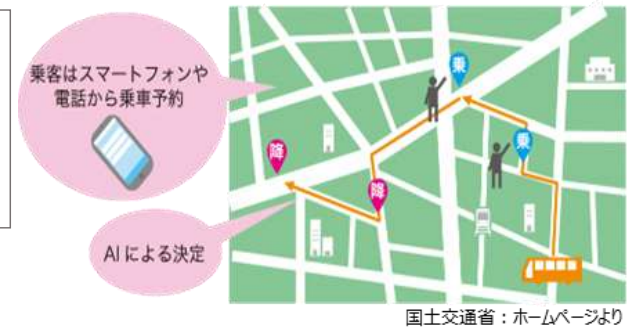 乗客はスマートフォンや
電話から乗車予約
乗
乗
降
降
AIによる決定
国土交通省：ホームページより